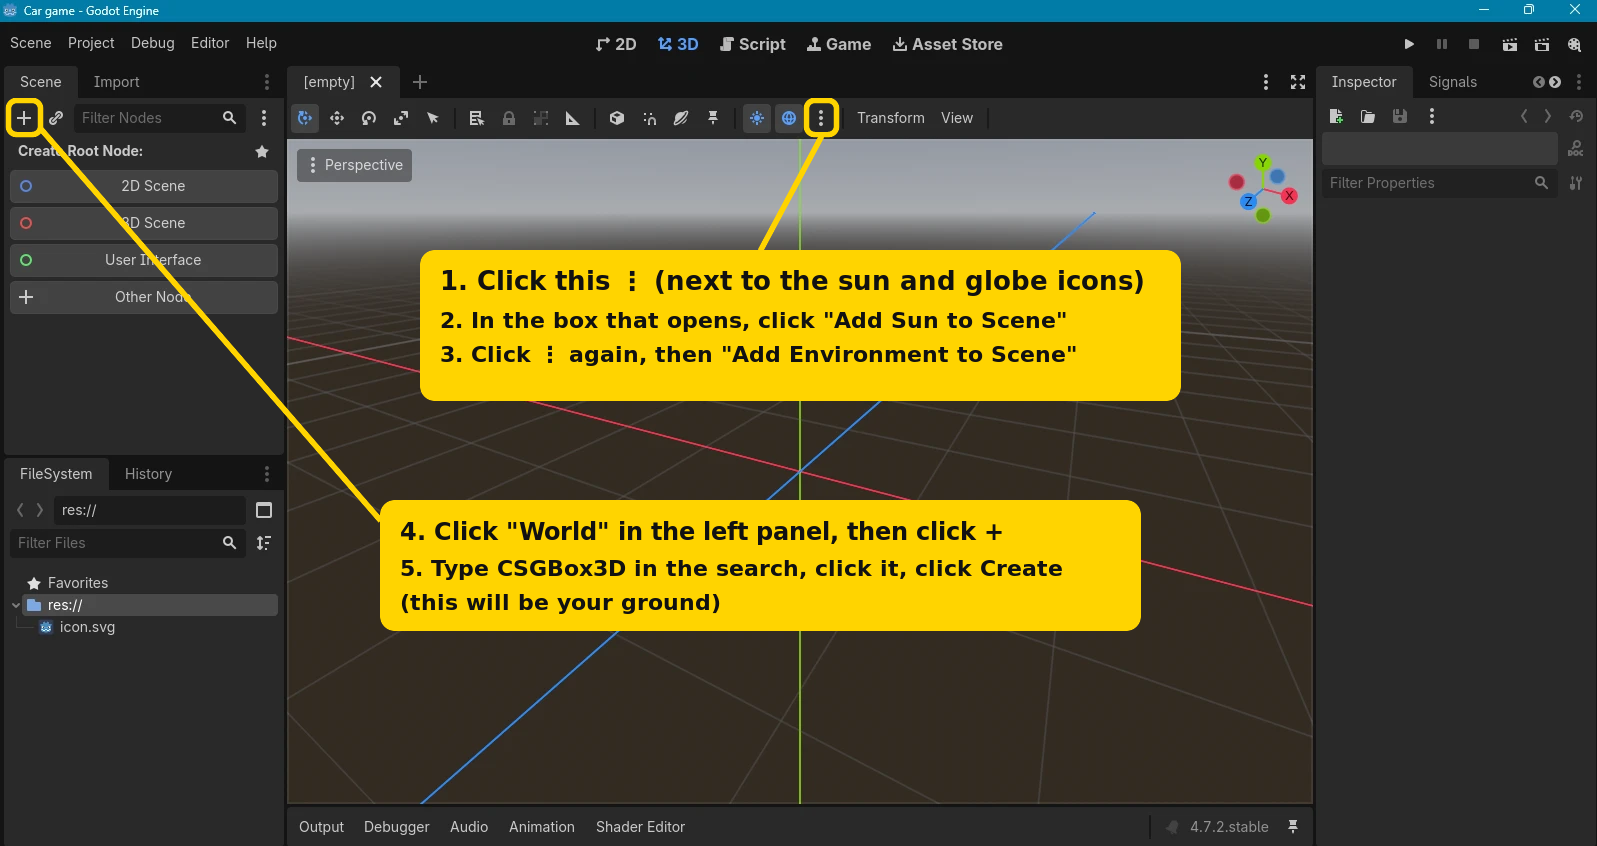 Car game - Godot Engine
Scene Project Debug Editor Help
2D 3D Script Game Asset Store
Scene Import
[empty]
Inspector Signals
Filter Nodes
Transform View
Create Root Node:
Perspective
DOC
Y
X
Z
Filter Properties
2D Scene
3D Scene
User Interface
Other Node
1. Click this ⋮ (next to the sun and globe icons)
2. In the box that opens, click "Add Sun to Scene"
3. Click ⋮ again, then "Add Environment to Scene"
FileSystem History
res://
Filter Files
Favorites
res://
icon.svg
4. Click "World" in the left panel, then click +
5. Type CSGBox3D in the search, click it, click Create
(this will be your ground)
Output Debugger Audio Animation Shader Editor
4.7.2.stable